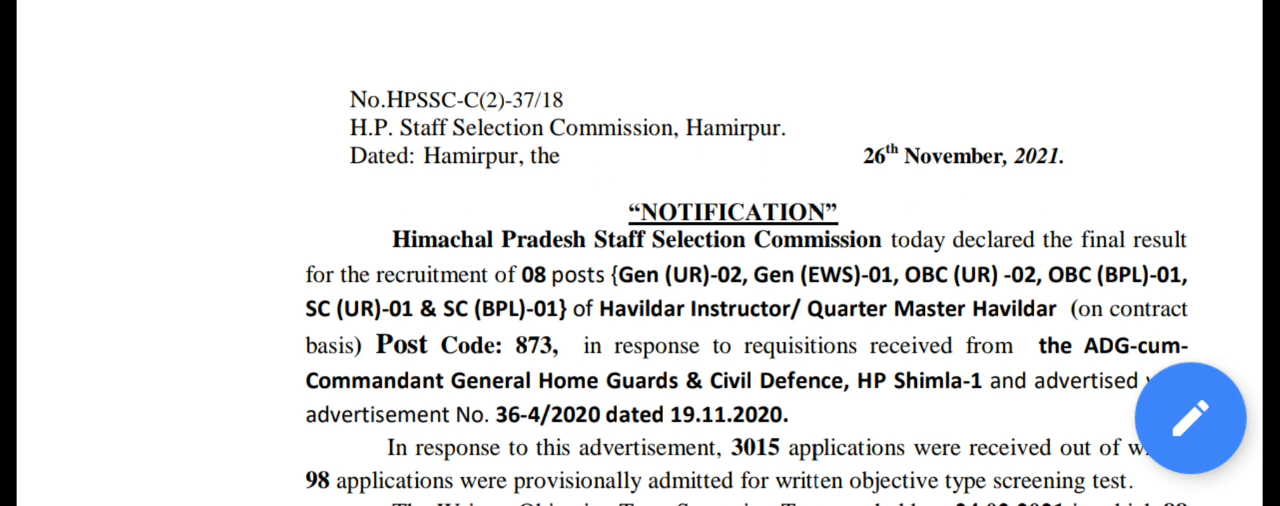 No.HPSSC-C(2)-37/18
H.P. Staff Selection Commission, Hamirpur.
Dated: Hamirpur, the 26th November, 2021.
“NOTIFICATION”
Himachal Pradesh Staff Selection Commission today declared the final result
for the recruitment of 08 posts {Gen (UR)-02, Gen (EWS)-01, OBC (UR) -02, OBC (BPL)-01,
SC (UR)-01 & SC (BPL)-01} of Havildar Instructor/ Quarter Master Havildar (on contract
basis) Post Code: 873, in response to requisitions received from the ADG-cum-
Commandant General Home Guards & Civil Defence, HP Shimla-1 and advertised
advertisement No. 36-4/2020 dated 19.11.2020.
In response to this advertisement, 3015 applications were received out of
98 applications were provisionally admitted for written objective type screening test.